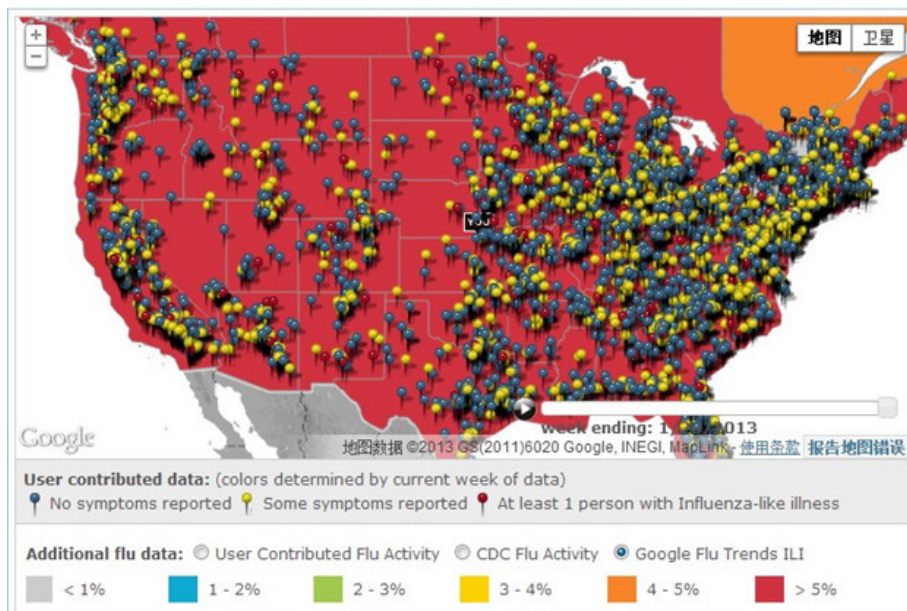 +
地图 卫星
−
YJJ
week ending: 1, 2013
Google
地图数据 ©2013 GS(2011)6020 Google, INEGI, MapLink - 使用条款 报告地图错误
User contributed data: (colors determined by current week of data)
No symptoms reported Some symptoms reported At least 1 person with Influenza-like illness
Additional flu data: User Contributed Flu Activity CDC Flu Activity Google Flu Trends ILI
< 1% 1 - 2% 2 - 3% 3 - 4% 4 - 5% > 5%